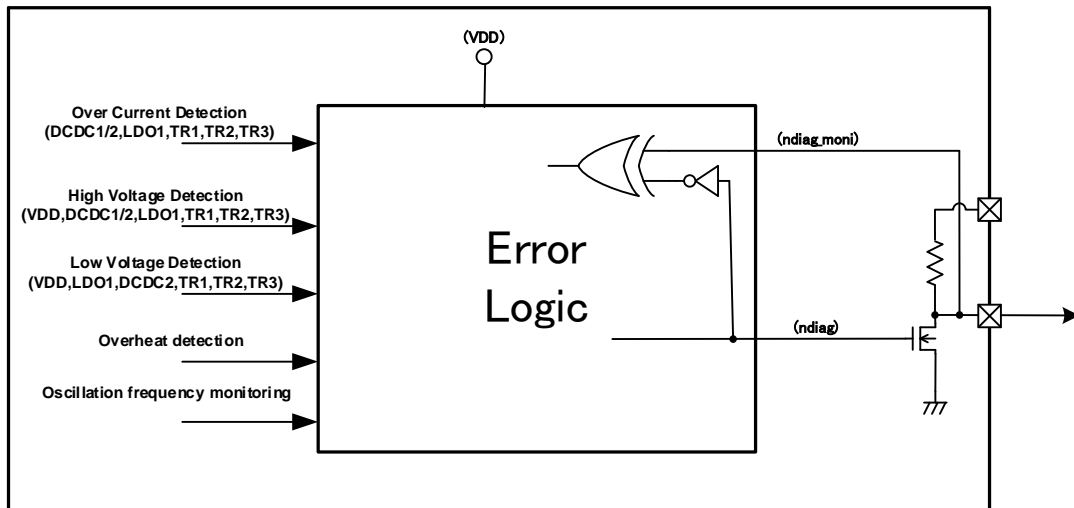 (VDD)
Over Current Detection
(DCDC1/2,LDO1,TR1,TR2,TR3)
High Voltage Detection
(VDD,DCDC1/2,LDO1,TR1,TR2,TR3)
Low Voltage Detection
(VDD,LDO1,DCDC2,TR1,TR2,TR3)
Overheat detection
Oscillation frequency monitoring
Error
Logic
(ndiag_moni)
(ndiag)